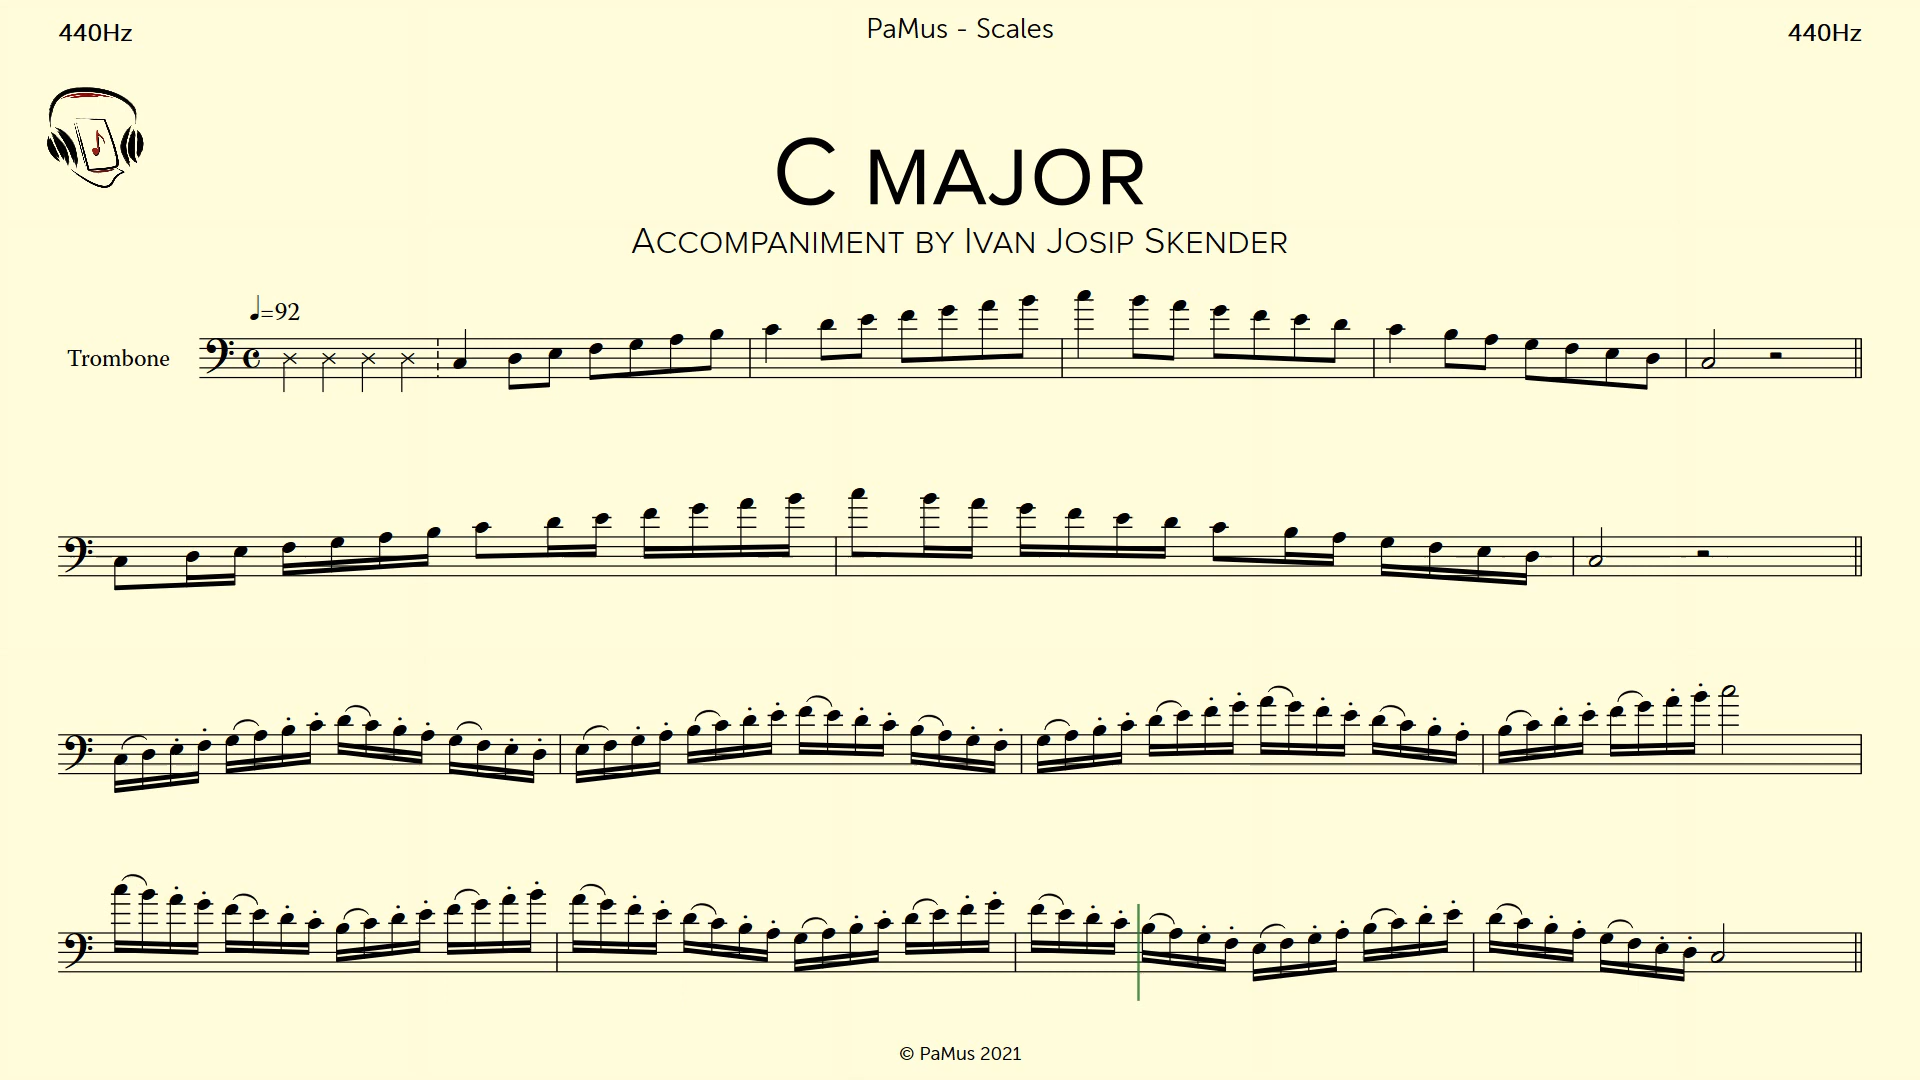 440Hz
PaMus - Scales
440Hz
C MAJOR
ACCOMPANIMENT BY IVAN JOSIP SKENDER
♩=92
Trombone
© PaMus 2021